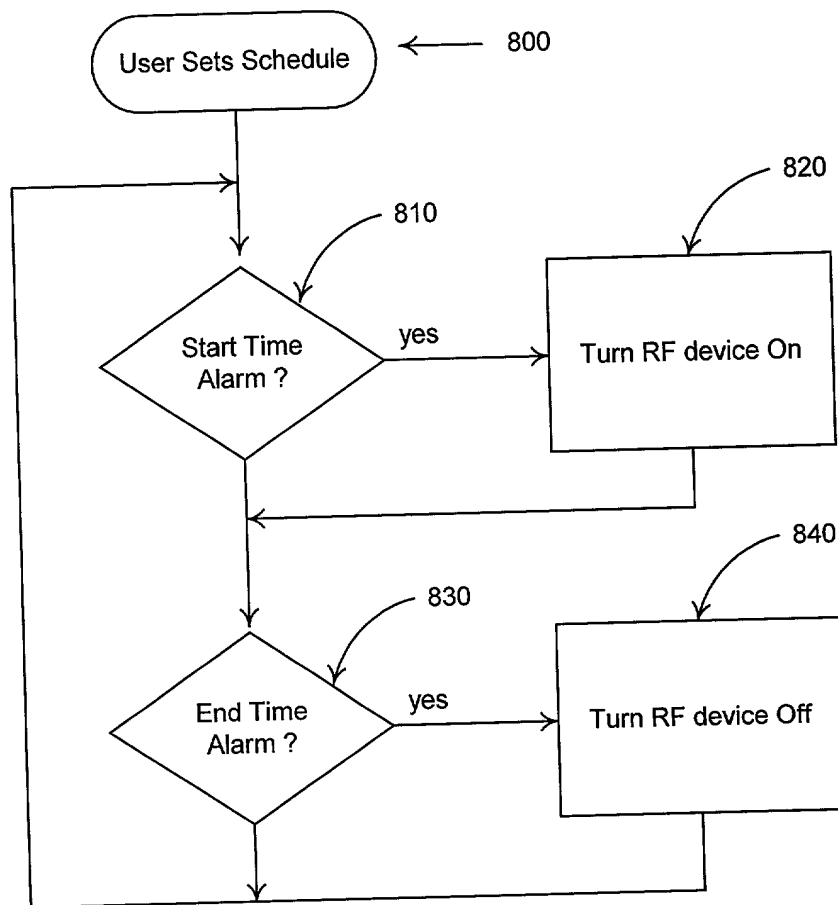 User Sets Schedule
800
810
820
Start Time
Alarm ?
yes
Turn RF device On
830
840
End Time
Alarm ?
yes
Turn RF device Off